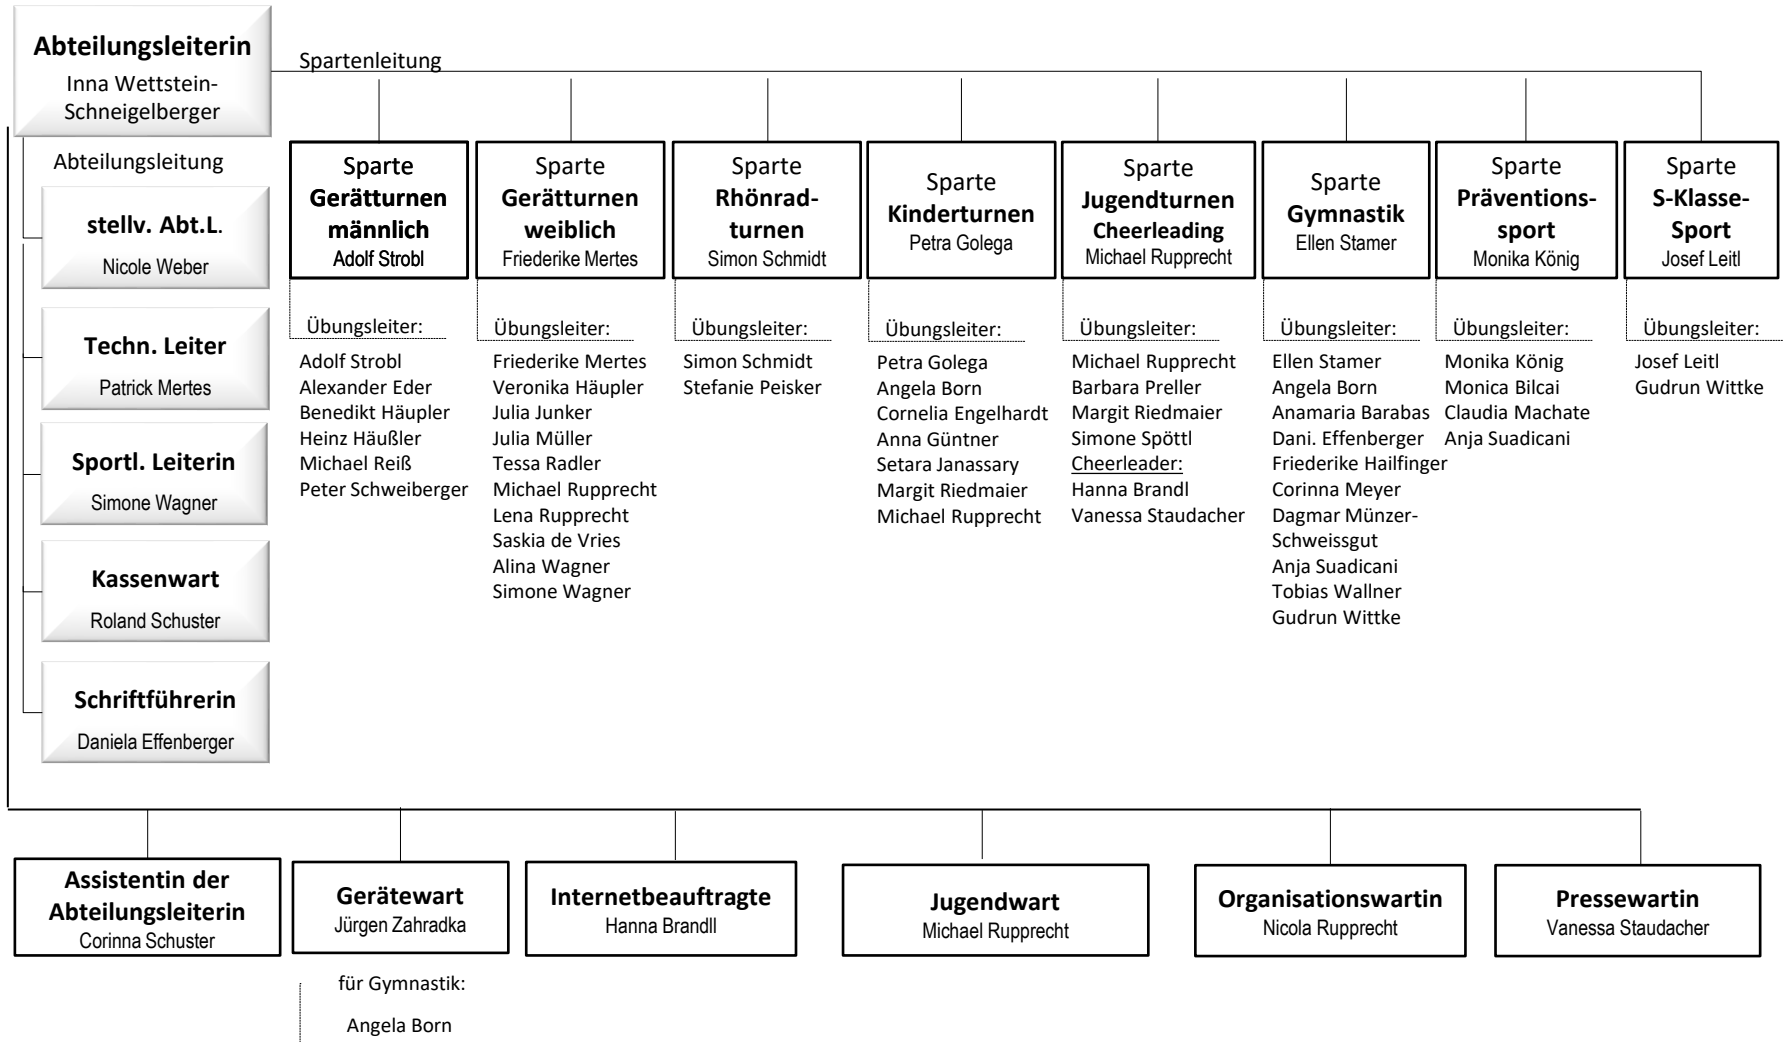 Abteilungsleiterin
Inna Wettstein-
Schneigelberger
Spartenleitung
Abteilungsleitung
stellv. Abt.L.
Nicole Weber
Techn. Leiter
Patrick Mertes
Sportl. Leiterin
Simone Wagner
Kassenwart
Roland Schuster
Schriftführerin
Daniela Effenberger
Sparte
Gerätturnen
männlich
Adolf Strobl
Übungsleiter:
Adolf Strobl
Alexander Eder
Benedikt Häupler
Heinz Häußler
Michael Reiß
Peter Schweiberger
Sparte
Gerätturnen
weiblich
Friederike Mertes
Übungsleiter:
Friederike Mertes
Veronika Häupler
Julia Junker
Julia Müller
Tessa Radler
Michael Rupprecht
Lena Rupprecht
Saskia de Vries
Alina Wagner
Simone Wagner
Sparte
Rhönrad-
turnen
Simon Schmidt
Übungsleiter:
Simon Schmidt
Stefanie Peisker
Sparte
Kinderturnen
Petra Golega
Übungsleiter:
Petra Golega
Angela Born
Cornelia Engelhardt
Anna Güntner
Setara Janassary
Margit Riedmaier
Michael Rupprecht
Sparte
Jugendturnen
Cheerleading
Michael Rupprecht
Übungsleiter:
Michael Rupprecht
Barbara Preller
Margit Riedmaier
Simone Spöttl
Cheerleader:
Hanna Brandl
Vanessa Staudacher
Sparte
Gymnastik
Ellen Stamer
Übungsleiter:
Ellen Stamer
Angela Born
Anamaria Barabas
Dani. Effenberger
Friederike Hailfinger
Corinna Meyer
Dagmar Münzer-
Schweissgut
Anja Suadicani
Tobias Wallner
Gudrun Wittke
Sparte
Präventions-
sport
Monika König
Übungsleiter:
Monika König
Monica Bilcai
Claudia Machate
Anja Suadicani
Sparte
S-Klasse-
Sport
Josef Leitl
Übungsleiter:
Josef Leitl
Gudrun Wittke
Assistentin der
Abteilungsleiterin
Corinna Schuster
Gerätewart
Jürgen Zahradka
für Gymnastik:
Angela Born
Internetbeauftragte
Hanna Brandll
Jugendwart
Michael Rupprecht
Organisationswartin
Nicola Rupprecht
Pressewartin
Vanessa Staudacher